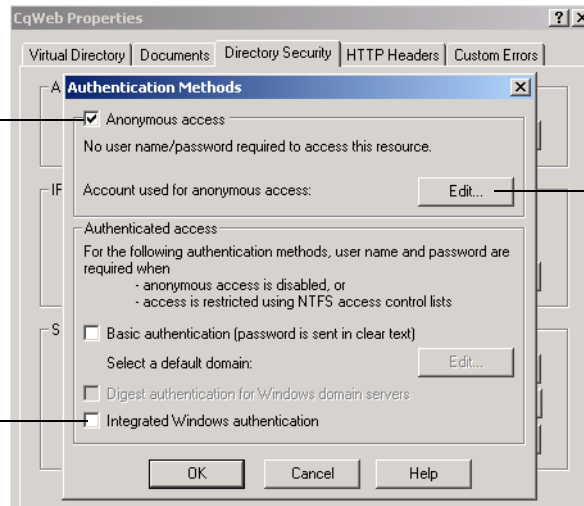 CqWeb Properties
Virtual Directory Documents Directory Security HTTP Headers Custom Errors
A
Authentication Methods
Anonymous access
No user name/password required to access this resource.
IF
Account used for anonymous access:
Edit...
Authenticated access
For the following authentication methods, user name and password are
required when
- anonymous access is disabled, or
- access is restricted using NTFS access control lists
S
Basic authentication (password is sent in clear text)
Select a default domain:
Edit...
Digest authentication for Windows domain servers
Integrated Windows authentication
OK Cancel Help